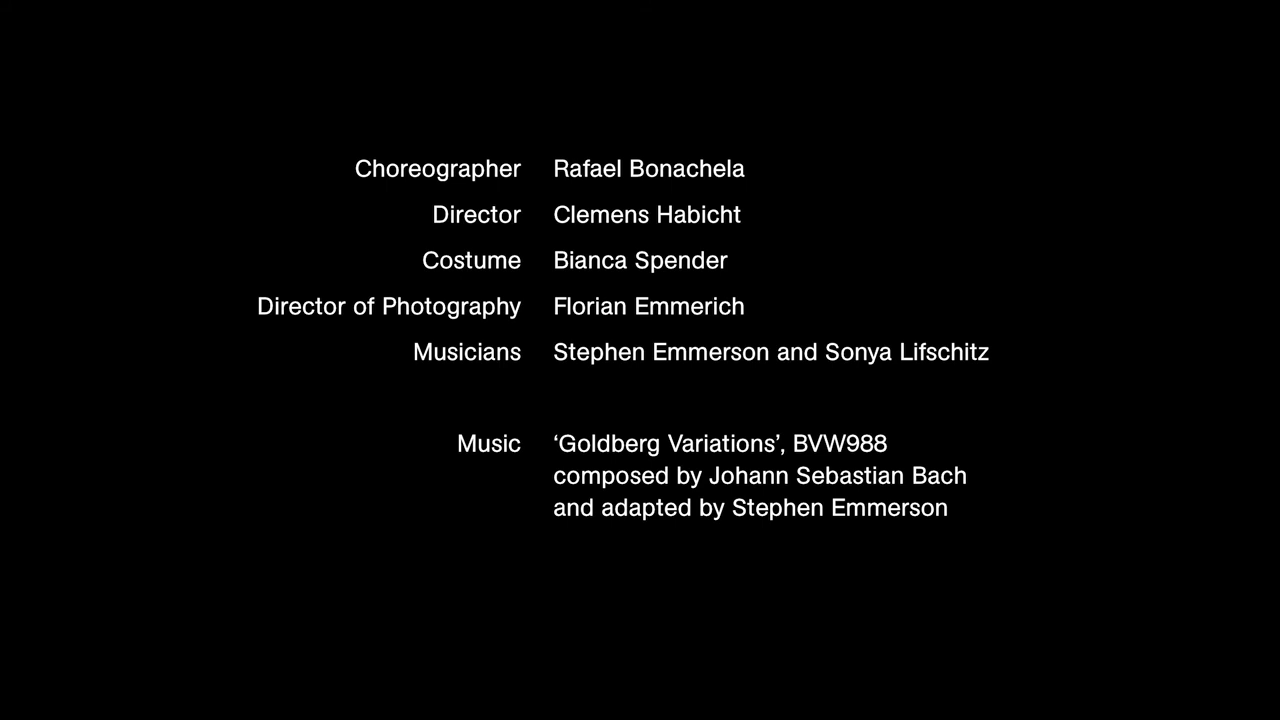 Choreographer Rafael Bonachela
Director Clemens Habicht
Costume Bianca Spender
Director of Photography Florian Emmerich
Musicians Stephen Emmerson and Sonya Lifschitz
Music ‘Goldberg Variations’, BVW988
composed by Johann Sebastian Bach
and adapted by Stephen Emmerson